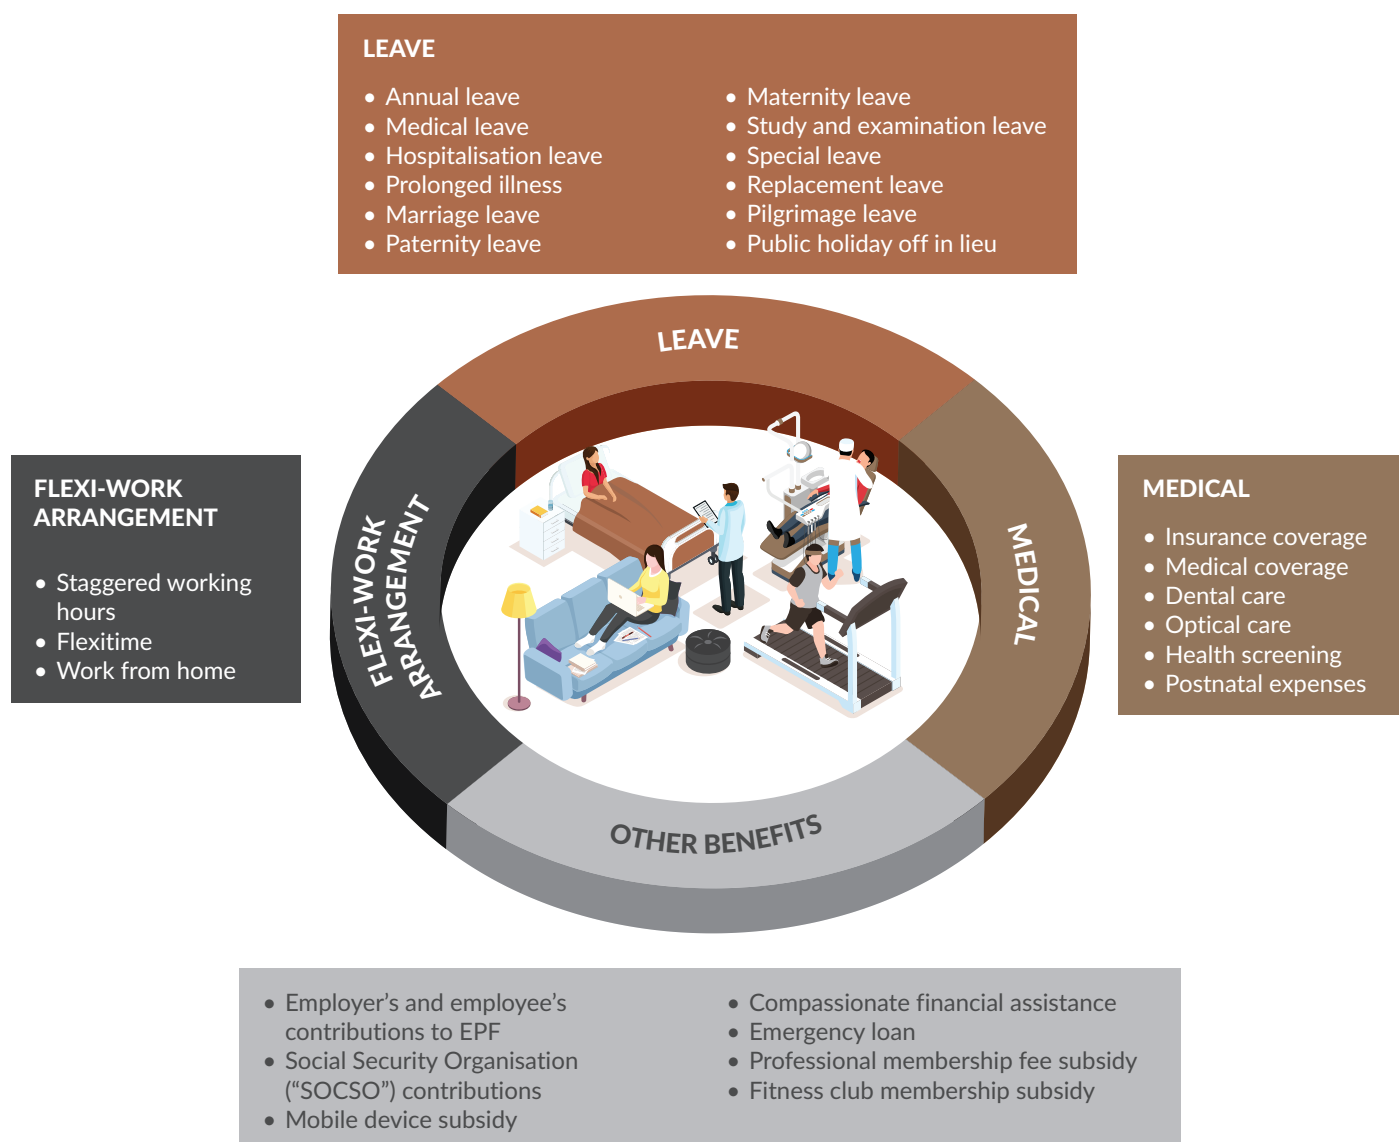 LEAVE
• Annual leave
• Medical leave
• Hospitalisation leave
• Prolonged illness
• Marriage leave
• Paternity leave
• Maternity leave
• Study and examination leave
• Special leave
• Replacement leave
• Pilgrimage leave
• Public holiday off in lieu
LEAVE
FLEXI-WORK
ARRANGEMENT
• Staggered working
hours
• Flexitime
• Work from home
FLEXI-WORK
ARRANGEMENT
MEDICAL
MEDICAL
• Insurance coverage
• Medical coverage
• Dental care
• Optical care
• Health screening
• Postnatal expenses
OTHER BENEFITS
• Employer’s and employee’s
contributions to EPF
• Social Security Organisation
(“SOCSO”) contributions
• Mobile device subsidy
• Compassionate financial assistance
• Emergency loan
• Professional membership fee subsidy
• Fitness club membership subsidy